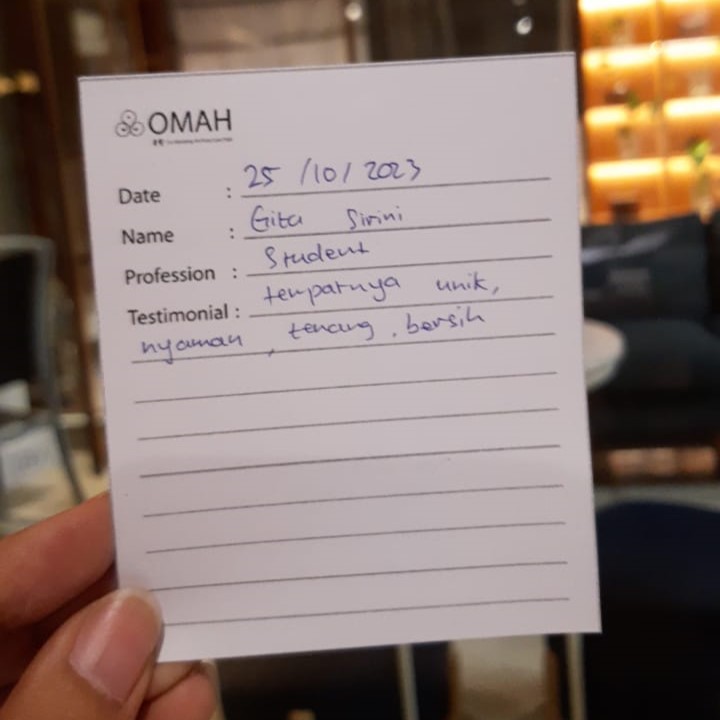 OMAH
Date : 25 /10/ 2023
Name : Gita Sirini
Profession : Student
Testimonial : tempatnya unik,
nyaman, tenang, bersih